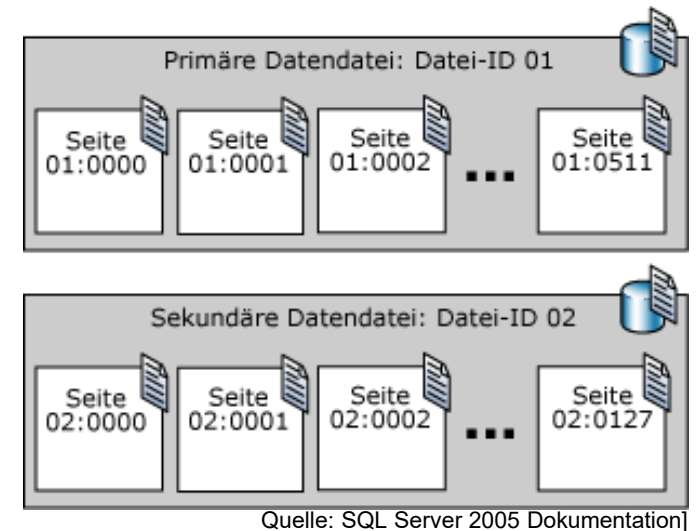 Primäre Datendatei: Datei-ID 01
Seite 01:0000
Seite 01:0001
Seite 01:0002
...
Seite 01:0511
Sekundäre Datendatei: Datei-ID 02
Seite 02:0000
Seite 02:0001
Seite 02:0002
...
Seite 02:0127
Quelle: SQL Server 2005 Dokumentation]